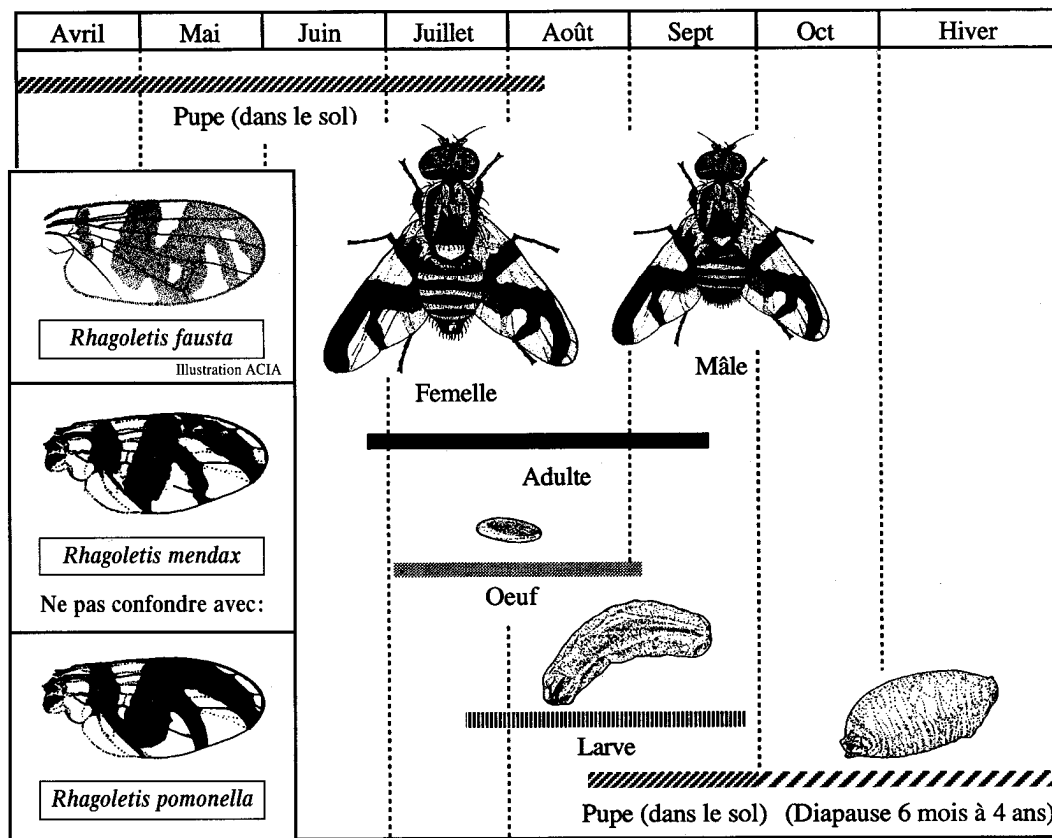 Avril Mai Juin Juillet Août Sept Oct Hiver
Pupe (dans le sol)
Rhagoletis fausta
Illustration ACIA
Femelle
Mâle
Adulte
Rhagoletis mendax
Oeuf
Ne pas confondre avec:
Larve
Rhagoletis pomonella
Pupe (dans le sol) (Diapause 6 mois à 4 ans)